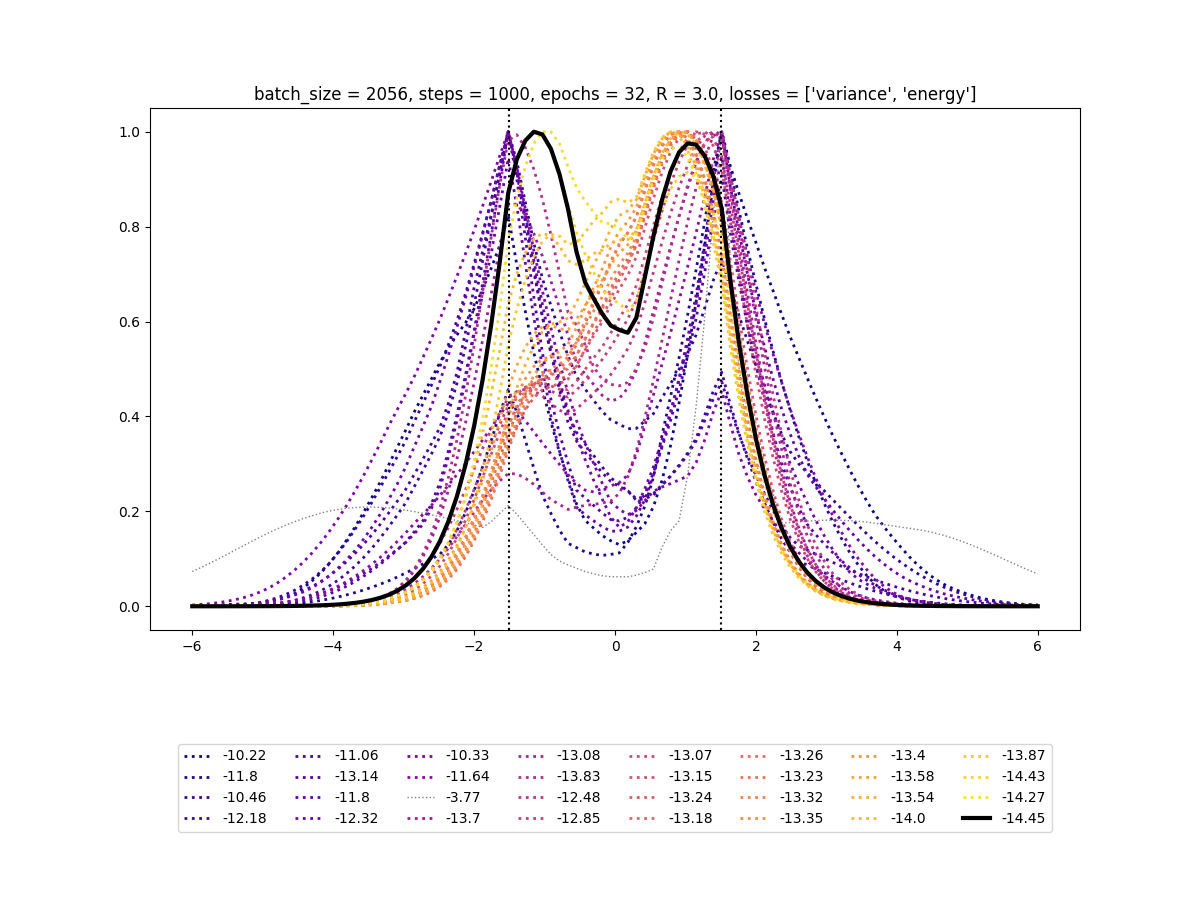 batch_size = 2056, steps = 1000, epochs = 32, R = 3.0, losses = ['variance', 'energy']
1.0
0.8
0.6
0.4
0.2
0.0
−6 −4 −2 0 2 4 6
-10.22 -11.06 -10.33 -13.08 -13.07 -13.26 -13.4 -13.87
-11.8 -13.14 -11.64 -13.83 -13.15 -13.23 -13.58 -14.43
-10.46 -11.8 -3.77 -12.48 -13.24 -13.32 -13.54 -14.27
-12.18 -12.32 -13.7 -12.85 -13.18 -13.35 -14.0 -14.45